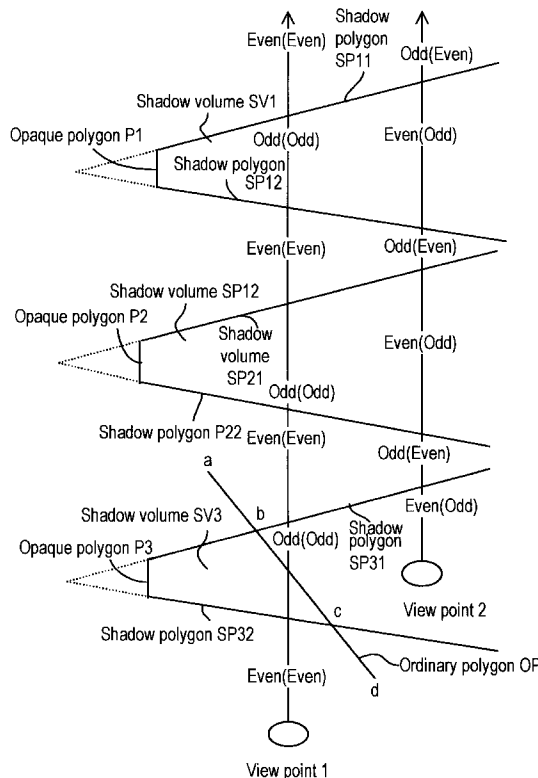 Even(Even)
Shadow
polygon
SP11
Odd(Even)
Shadow volume SV1
Opaque polygon P1
Odd(Odd)
Even(Odd)
Shadow polygon
SP12
Even(Even)
Odd(Even)
Shadow volume SP12
Opaque polygon P2
Shadow
volume
SP21
Even(Odd)
Odd(Odd)
Shadow polygon P22
Even(Even)
Odd(Even)
a
Shadow volume SV3
b
Even(Odd)
Opaque polygon P3
Odd(Odd)
Shadow
polygon
SP31
c
View point 2
Shadow polygon SP32
Ordinary polygon OP
Even(Even)
d
View point 1